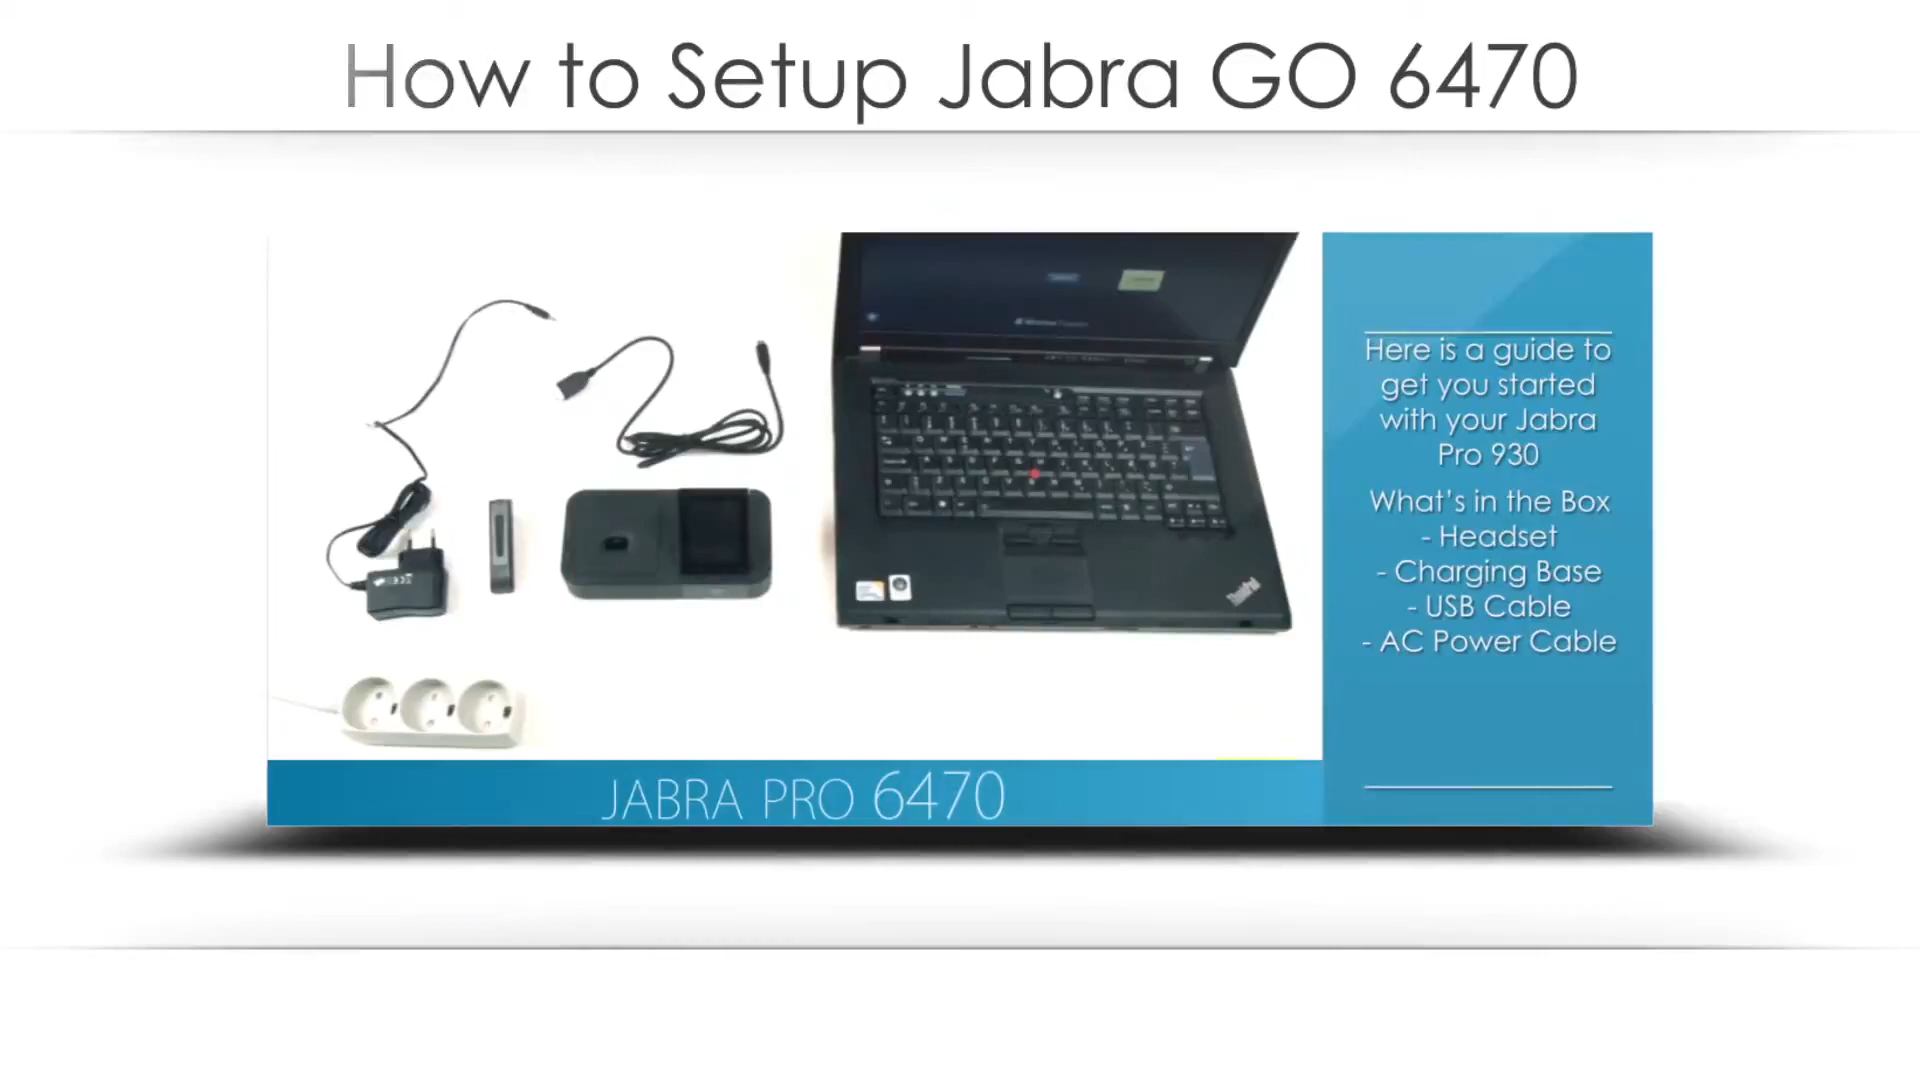 How to Setup Jabra GO 6470
Here is a guide to
get you started
with your Jabra
Pro 930
What's in the Box
- Headset
- Charging Base
- USB Cable
- AC Power Cable
ThinkPad
JABRA PRO 6470